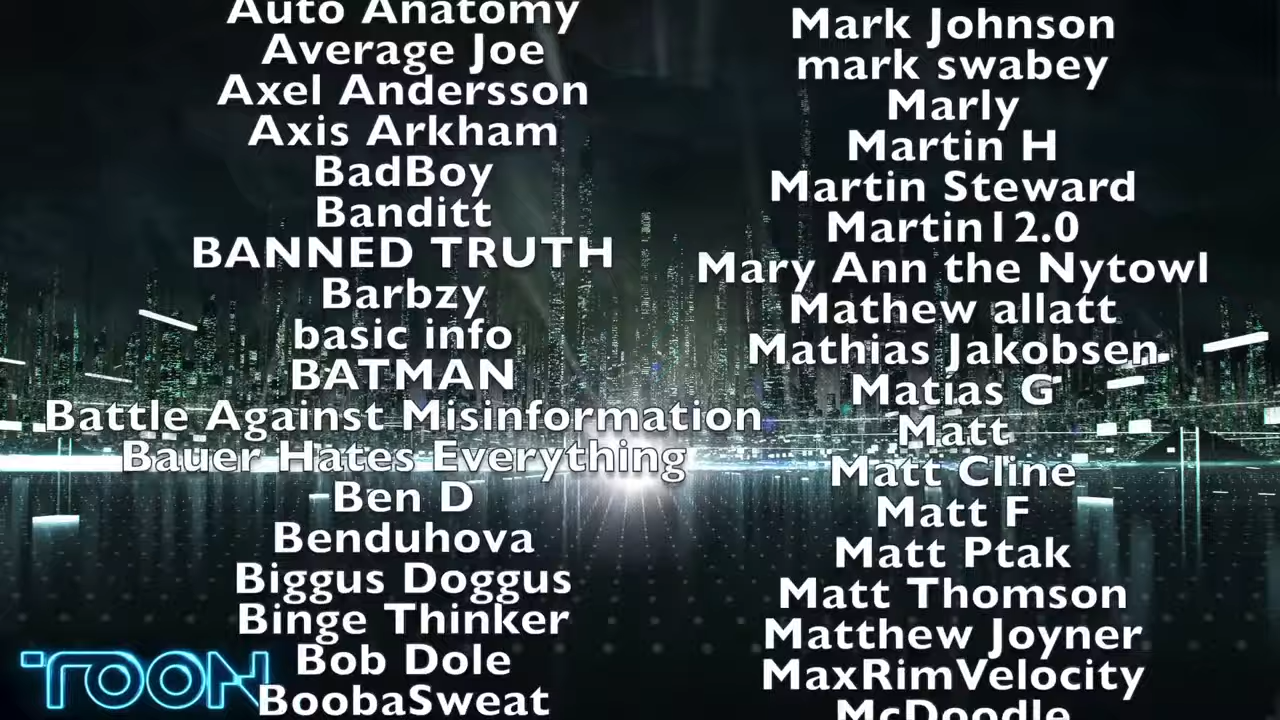 Auto Anatomy
Average Joe
Axel Andersson
Axis Arkham
BadBoy
Banditt
BANNED TRUTH
Barbzy
basic info
BATMAN
Battle Against Misinformation
Bauer Hates Everything
Ben D
Benduhova
Biggus Doggus
Binge Thinker
Bob Dole
BoobaSweat
Mark Johnson
mark swabey
Marly
Martin H
Martin Steward
Martin12.0
Mary Ann the Nytowl
Mathew allatt
Mathias Jakobsen
Matias G
Matt
Matt Cline
Matt F
Matt Ptak
Matt Thomson
Matthew Joyner
MaxRimVelocity
McDoodle
TOON